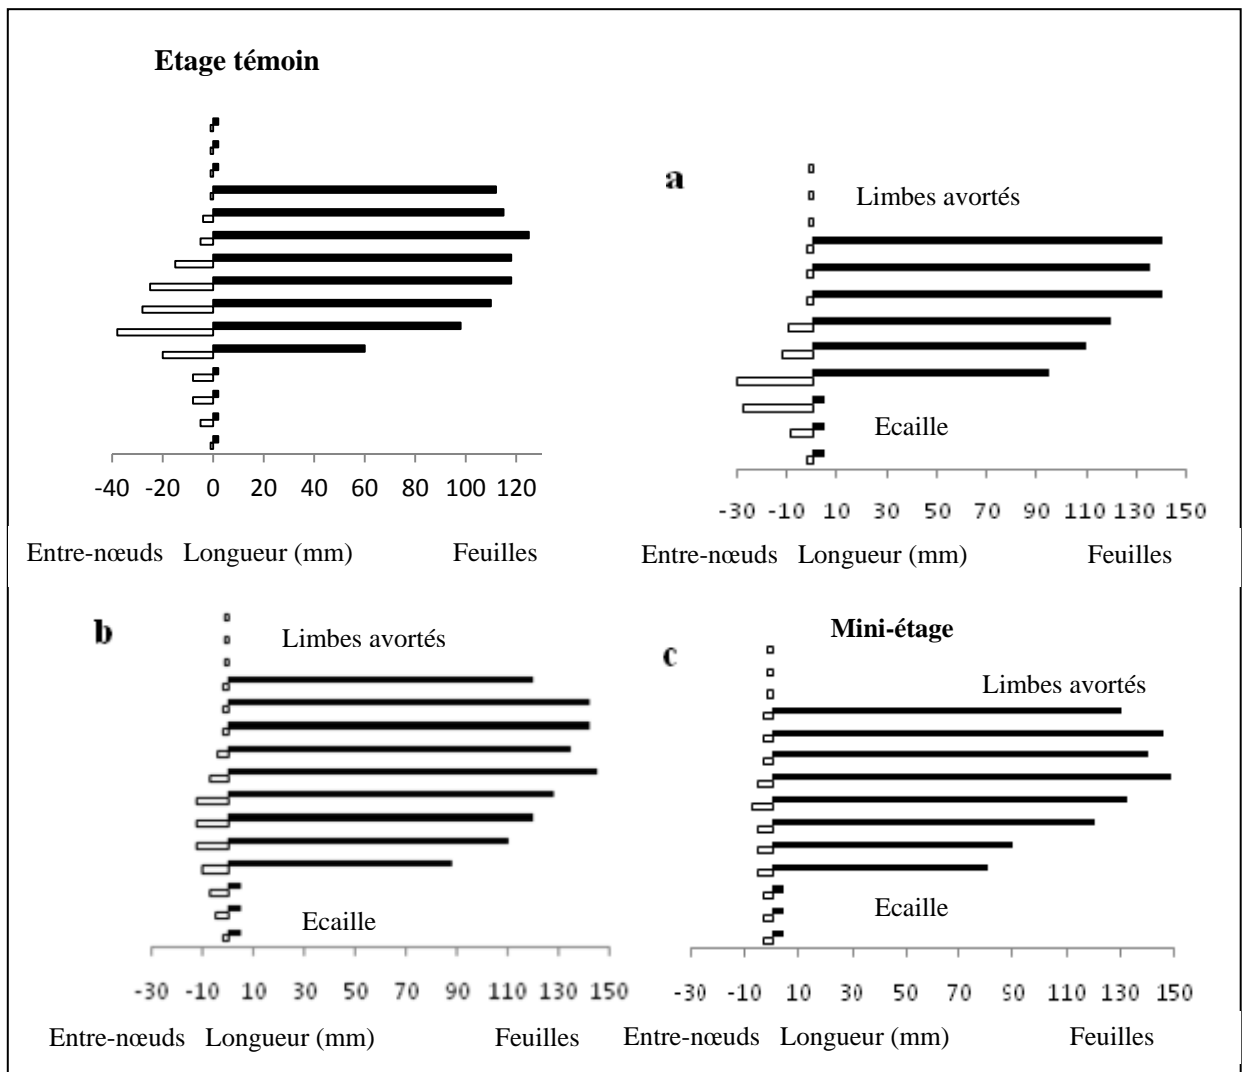 Etage témoin
-40 -20 0 20 40 60 80 100 120
Entre-nœuds Longueur (mm) Feuilles
a
Limbes avortés
Ecaille
-30 -10 10 30 50 70 90 110 130 150
Entre-nœuds Longueur (mm) Feuilles
b
Limbes avortés
Ecaille
-30 -10 10 30 50 70 90 110 130 150
Entre-nœuds Longueur (mm) Feuilles
Mini-étage
c
Limbes avortés
Ecaille
-30 -10 10 30 50 70 90 110 130 150
Entre-nœuds Longueur (mm) Feuilles